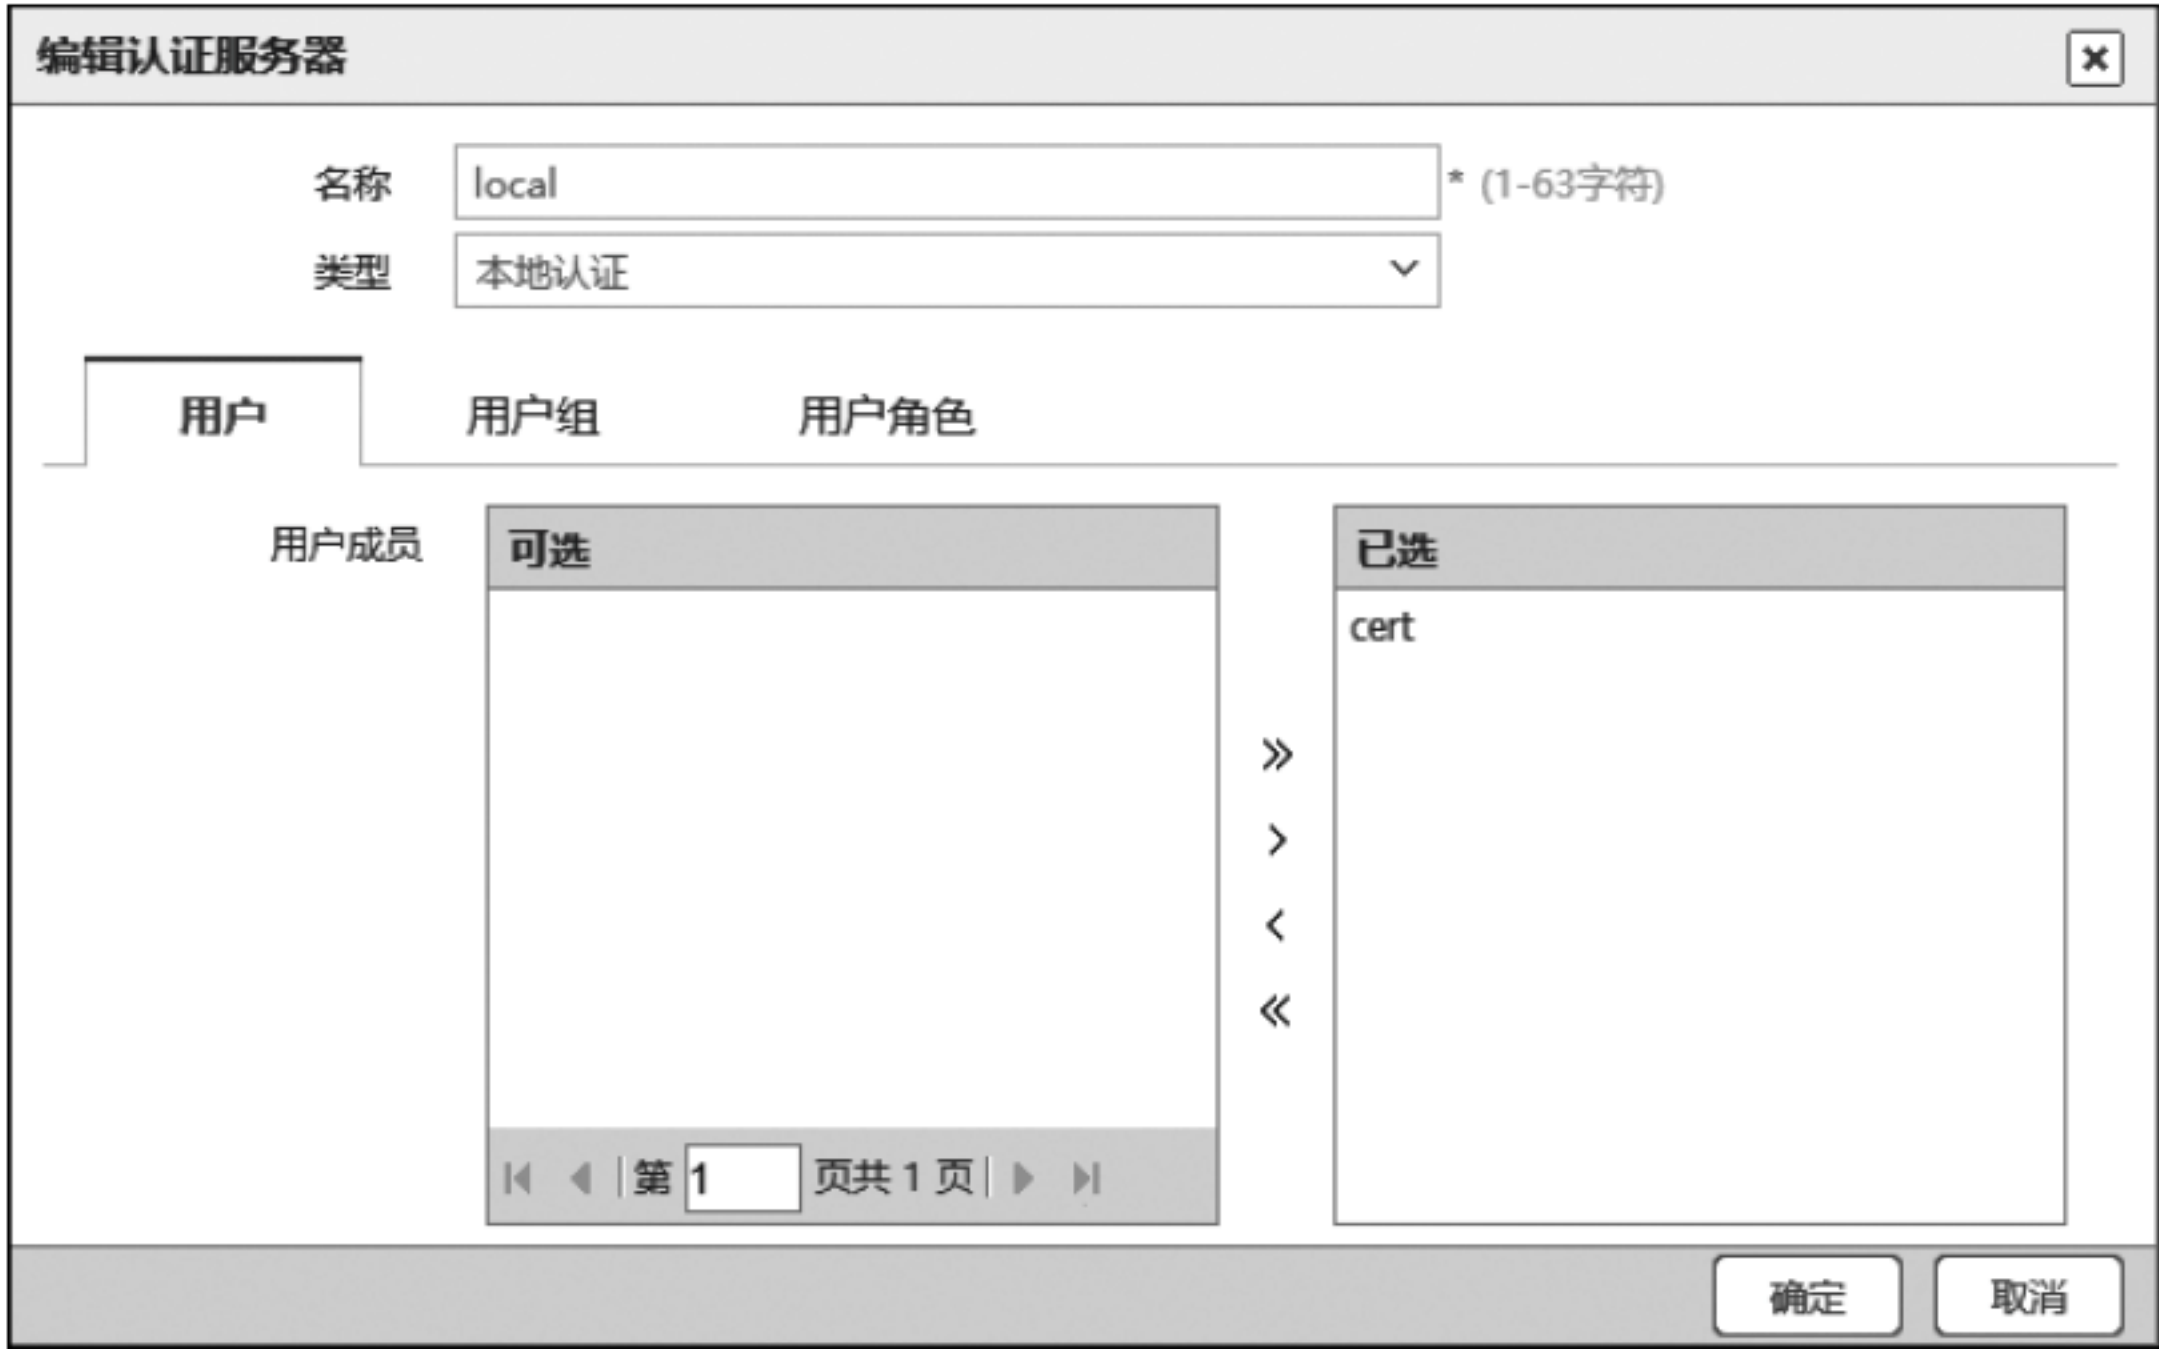 编辑认证服务器
名称 local * (1-63字符)
类型 本地认证
用户 用户组 用户角色
用户成员 可选 已选
cert
第 1 页共 1 页
确定 取消